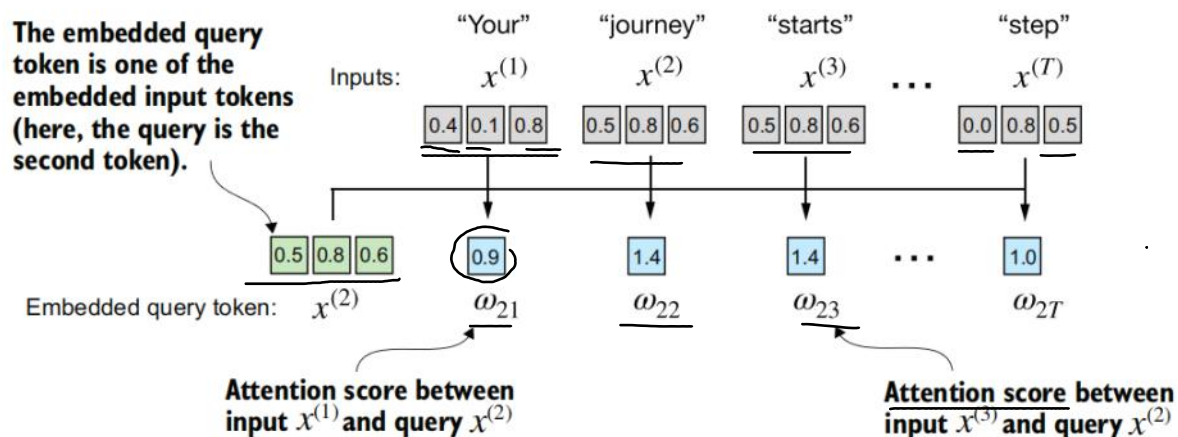 The embedded query
token is one of the
embedded input tokens
(here, the query is the
second token).
"Your" "journey" "starts" "step"
Inputs: x^(1) x^(2) x^(3) ... x^(T)
0.4 0.1 0.8 0.5 0.8 0.6 0.5 0.8 0.6 0.0 0.8 0.5
0.5 0.8 0.6 0.9 1.4 1.4 ... 1.0
Embedded query token: x^(2) ω₂₁ ω₂₂ ω₂₃ ω₂T
Attention score between
input x^(1) and query x^(2)
Attention score between
input x^(3) and query x^(2)